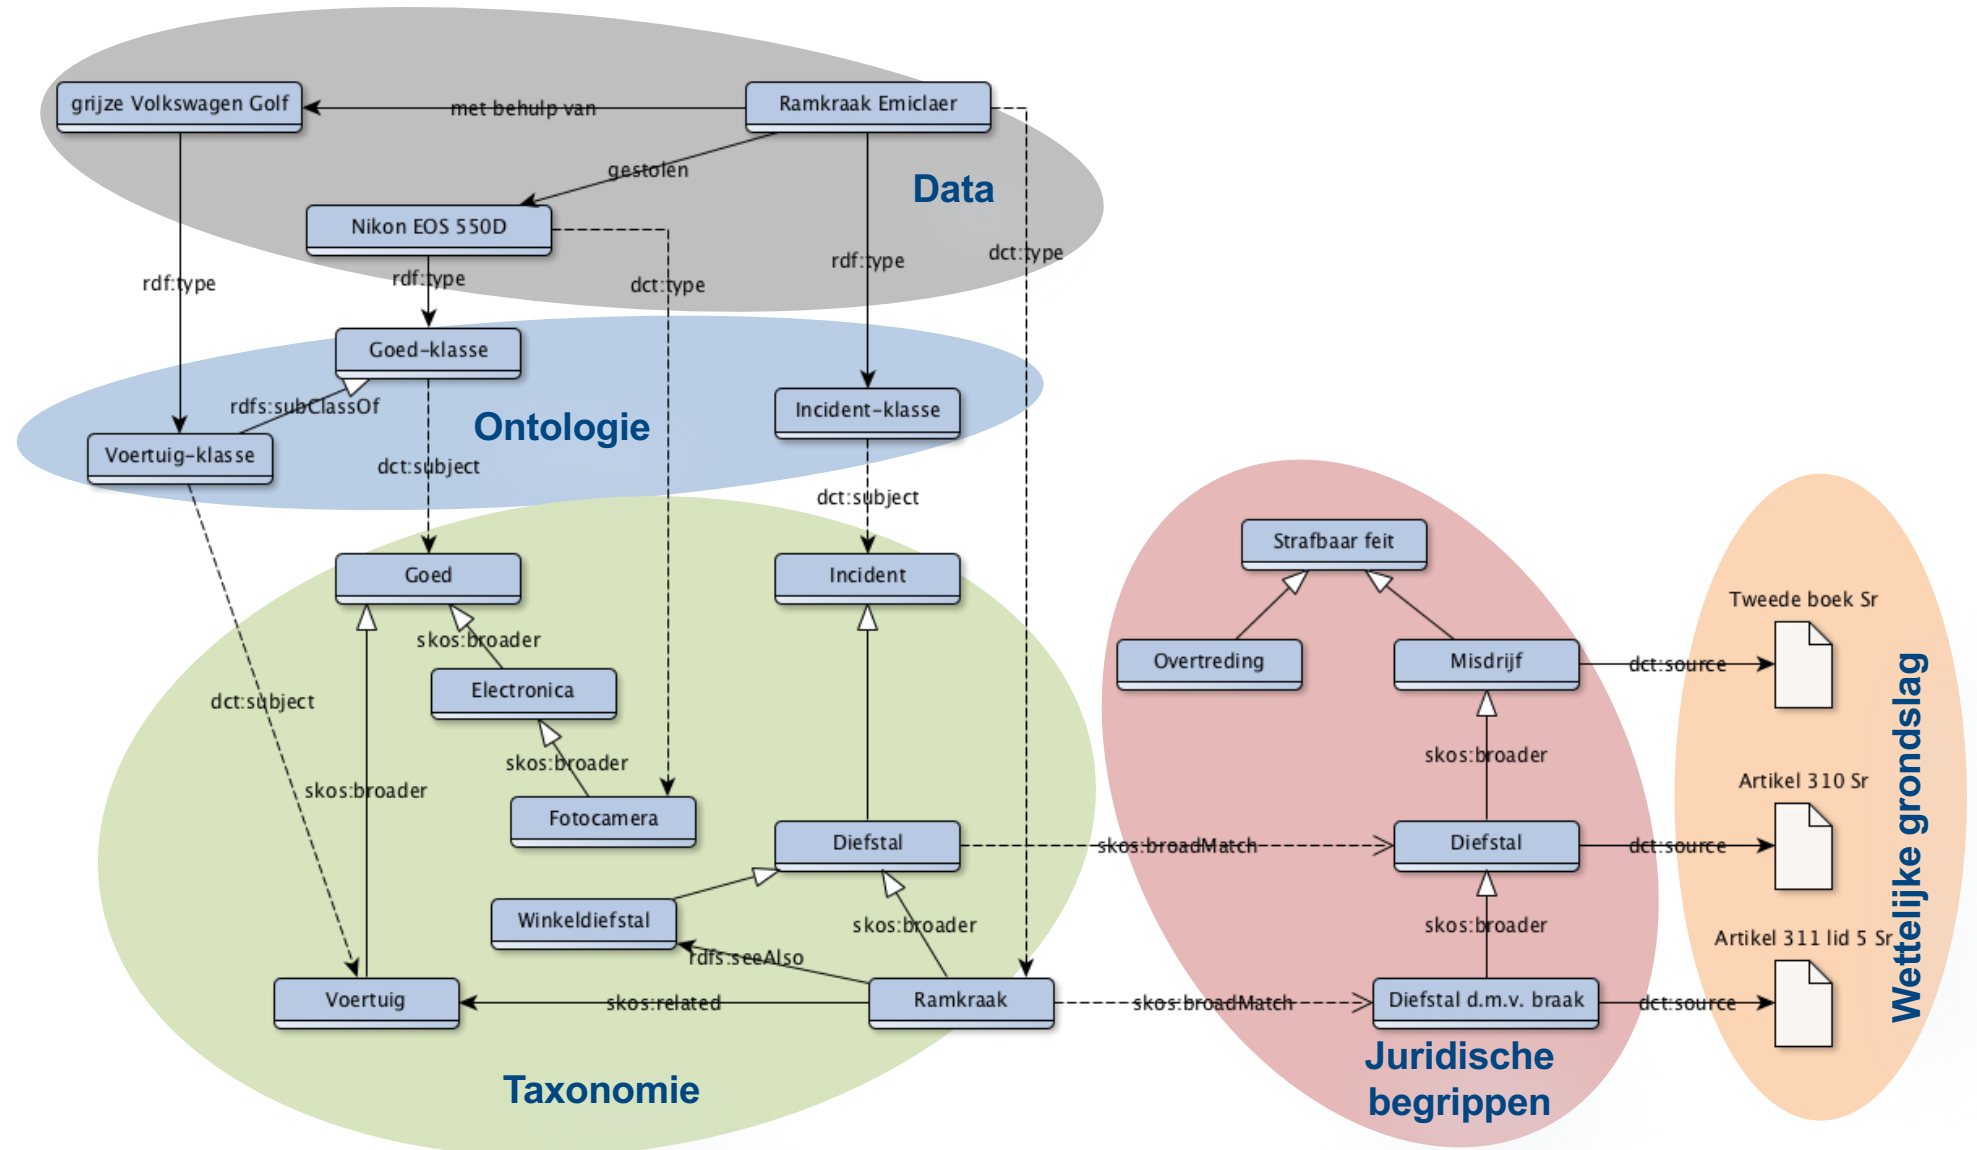 grijze Volkswagen Golf
met behulp van
Ramkraak Emiclaer
gestolen
Data
Nikon EOS 550D
rdf:type
rdf:type
dct:type
rdf:type
dct:type
Goed-klasse
rdfs:subClassOf
Ontologie
Incident-klasse
Voertuig-klasse
dct:subject
dct:subject
Strafbaar feit
Goed
Incident
Tweede boek Sr
skos:broader
Overtreding
Misdrijf
dct:source
Electronica
dct:subject
skos:broader
skos:broader
skos:broader
Artikel 310 Sr
Fotocamera
Diefstal
skos:broadMatch
Diefstal
dct:source
Wettelijke grondslag
Winkeldiefstal
skos:broader
skos:broader
Artikel 311 lid 5 Sr
rdfs:seeAlso
Voertuig
skos:related
Ramkraak
skos:broadMatch
Diefstal d.m.v. braak
dct:source
Juridische
begrippen
Taxonomie